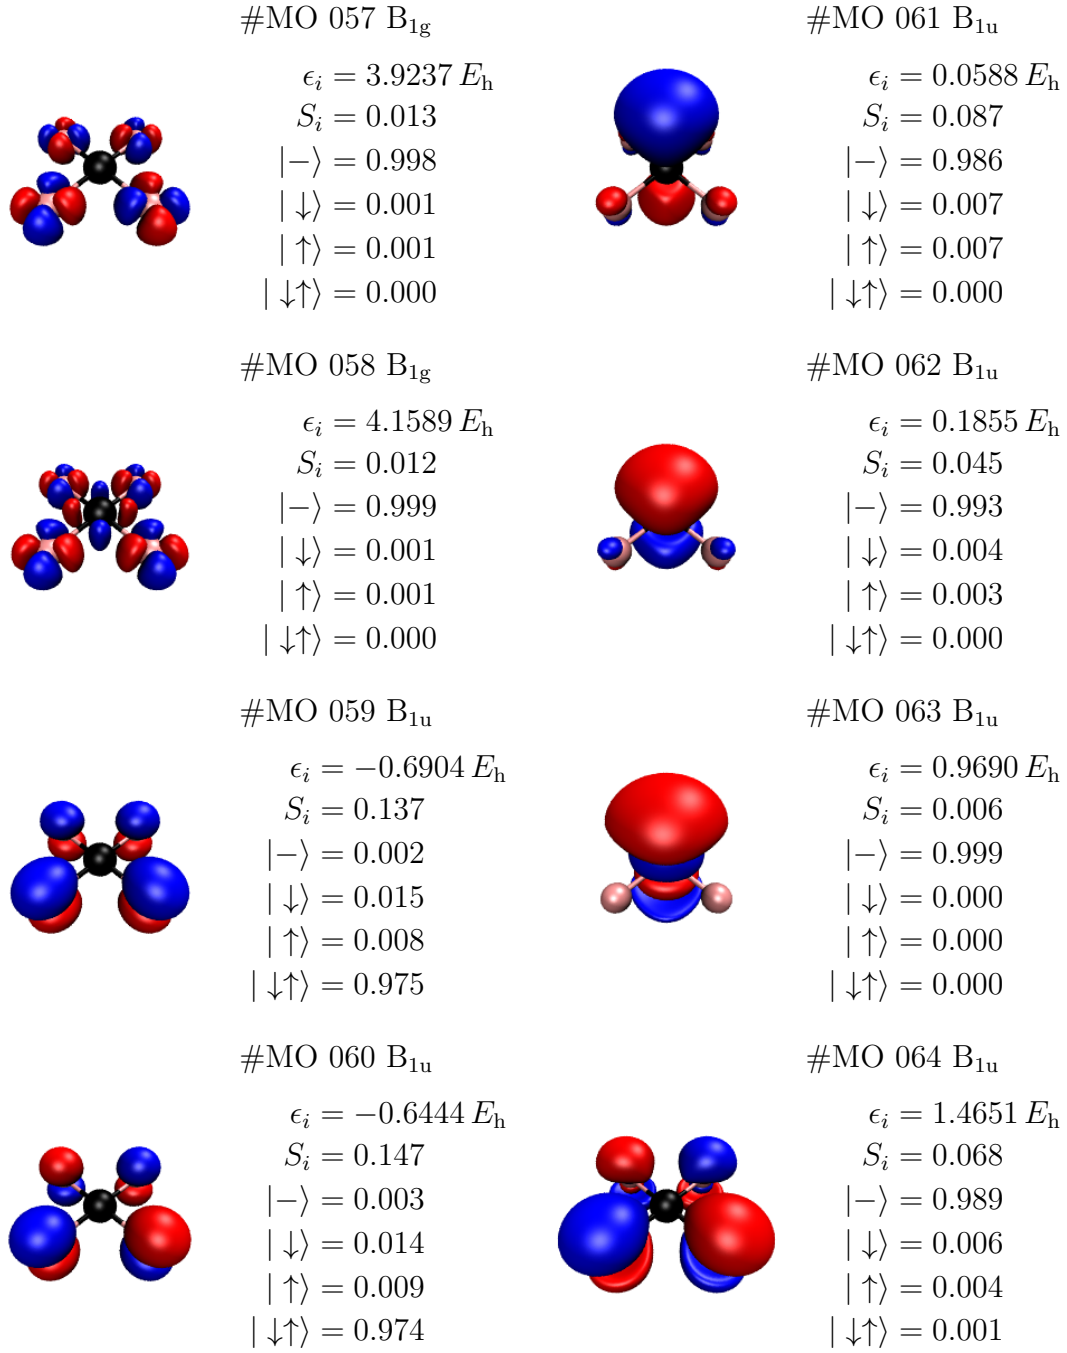 #MO 057 B₁g
ϵᵢ = 3.9237 Eₕ
Sᵢ = 0.013
|−⟩ = 0.998
| ↓⟩ = 0.001
| ↑⟩ = 0.001
| ↓↑⟩ = 0.000
#MO 058 B₁g
ϵᵢ = 4.1589 Eₕ
Sᵢ = 0.012
|−⟩ = 0.999
| ↓⟩ = 0.001
| ↑⟩ = 0.001
| ↓↑⟩ = 0.000
#MO 059 B₁ᵤ
ϵᵢ = −0.6904 Eₕ
Sᵢ = 0.137
|−⟩ = 0.002
| ↓⟩ = 0.015
| ↑⟩ = 0.008
| ↓↑⟩ = 0.975
#MO 060 B₁ᵤ
ϵᵢ = −0.6444 Eₕ
Sᵢ = 0.147
|−⟩ = 0.003
| ↓⟩ = 0.014
| ↑⟩ = 0.009
| ↓↑⟩ = 0.974
#MO 061 B₁ᵤ
ϵᵢ = 0.0588 Eₕ
Sᵢ = 0.087
|−⟩ = 0.986
| ↓⟩ = 0.007
| ↑⟩ = 0.007
| ↓↑⟩ = 0.000
#MO 062 B₁ᵤ
ϵᵢ = 0.1855 Eₕ
Sᵢ = 0.045
|−⟩ = 0.993
| ↓⟩ = 0.004
| ↑⟩ = 0.003
| ↓↑⟩ = 0.000
#MO 063 B₁ᵤ
ϵᵢ = 0.9690 Eₕ
Sᵢ = 0.006
|−⟩ = 0.999
| ↓⟩ = 0.000
| ↑⟩ = 0.000
| ↓↑⟩ = 0.000
#MO 064 B₁ᵤ
ϵᵢ = 1.4651 Eₕ
Sᵢ = 0.068
|−⟩ = 0.989
| ↓⟩ = 0.006
| ↑⟩ = 0.004
| ↓↑⟩ = 0.001